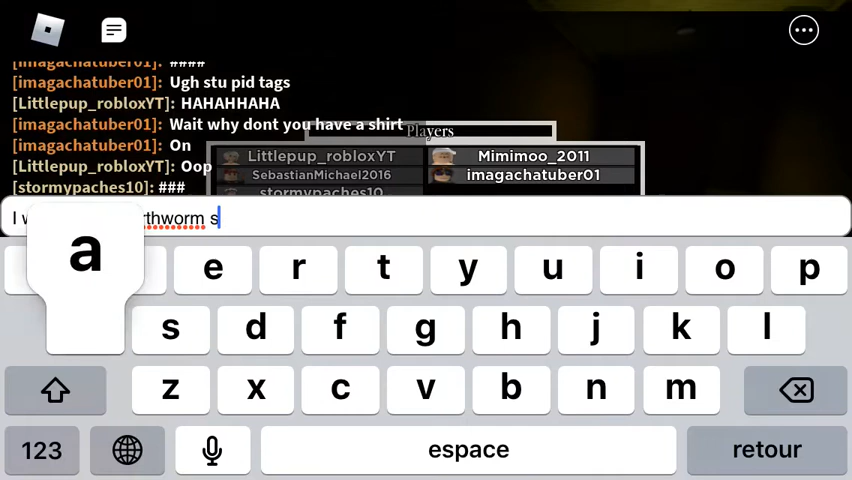 [imagachatuber01]: ####
[imagachatuber01]: Ugh stu pid tags
[Littlepup_robloxYT]: HAHAHHAHA
[imagachatuber01]: Wait why dont you have a shirt
[imagachatuber01]: On
[Littlepup_robloxYT]: Oop
[stormypaches10]: ###
Players
Littlepup_robloxYT Mimimoo_2011
SebastianMichael2016 imagachatuber01
stormypaches10
I rthworm s
a
e r t y u i o p
s d f g h j k l
z x c v b n m
123 espace retour